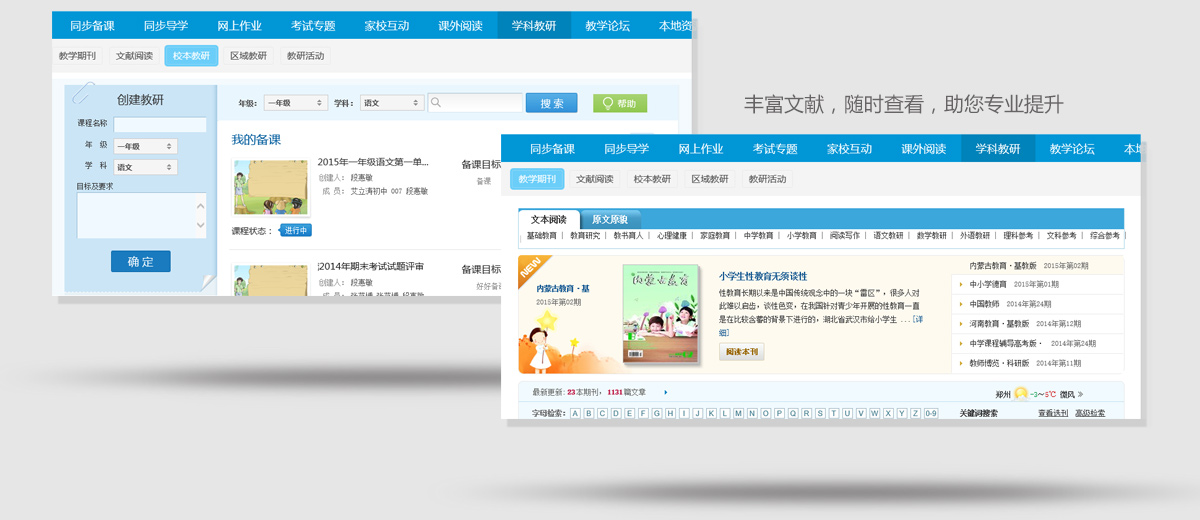 同步备课 同步导学 网上作业 考试专题 家校互动 课外阅读 学科教研 教学论坛 本地资
教学期刊 文献阅读 校本教研 区域教研 教研活动
创建教研
课程名称
年 级 一年级
学 科 语文
目标及要求
确 定
年级: 一年级 学科: 语文 搜 索 帮助
我的备课
2015年一年级语文第一单... 备课目标
创建人: 段惠敏 备课
成 员: 艾立涛初中 007 段惠敏
课程状态: 进行中
2014年期末考试试题评审 备课目标
创建人: 段惠敏 好好备
丰富文献，随时查看，助您专业提升
同步备课 同步导学 网上作业 考试专题 家校互动 课外阅读 学科教研 教学论坛 本
教学期刊 文献阅读 校本教研 区域教研 教研活动
文本阅读 原文原貌
基础教育 | 教育研究 | 教书育人 | 心理健康 | 家庭教育 | 中学教育 | 小学教育 | 阅读写作 | 语文教研 | 数学教研 | 外语教研 | 理科参考 | 文科参考 | 综合参考 |
NEW
内蒙古教育·基
2015年第02期
内蒙古教育
小学生性教育无须谈性
性教育长期以来是中国传统观念中的一块“雷区”，很多人对
此难以启齿，谈性色变，在我国针对青少年开展的性教育一直
是在比较含蓄的背景下进行的，湖北省武汉市给小学生 ...[详
细]
阅读本刊
内蒙古教育·基教版 2015年第02期
中小学德育 2015年第01期
中国教师 2014年第24期
河南教育·基教版 2014年第12期
中学课程辅导高考版· 2014年第24期
教师博览·科研版 2014年第11期
最新更新: 23本期刊， 1131篇文章
郑州 -3～5℃ 微风
字母检索: A B C D E F G H I J K L M N O P Q R S T U V W X Y Z 0-9 关键词搜索 查看选刊 高级检索